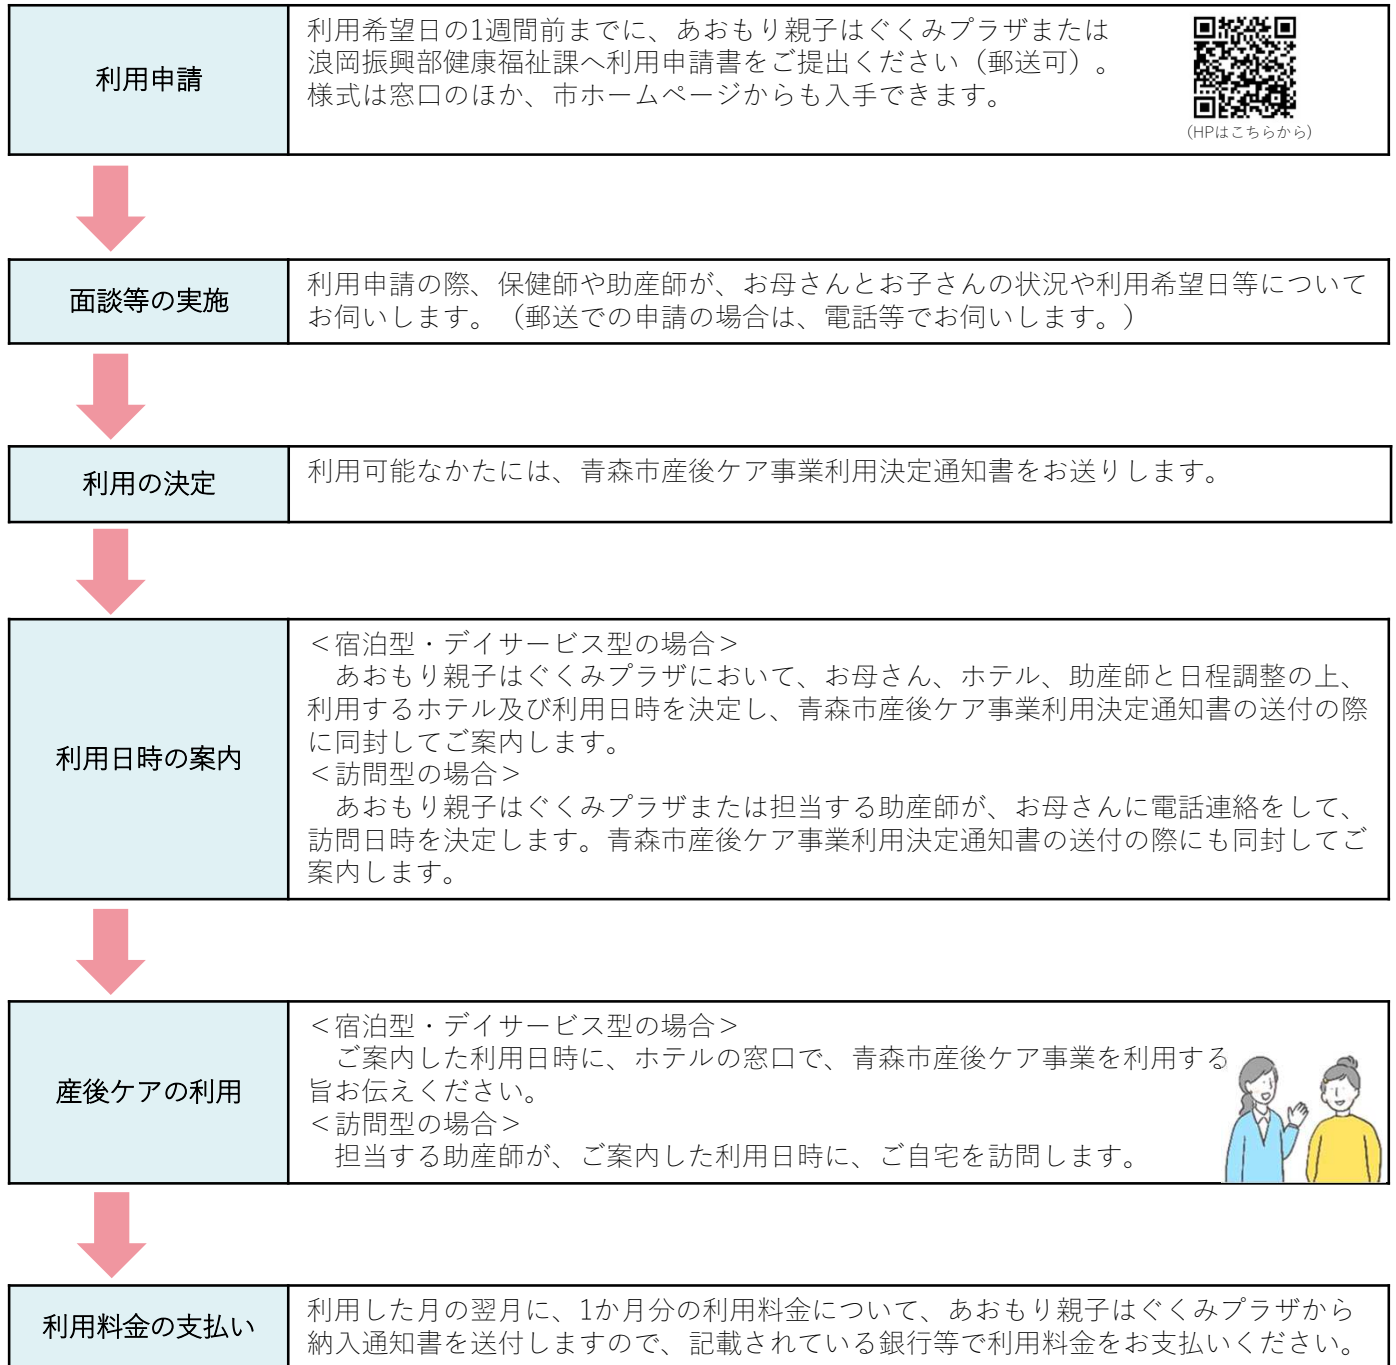 利用申請
利用希望日の1週間前までに、あおもり親子はぐくみプラザまたは
浪岡振興部健康福祉課へ利用申請書をご提出ください（郵送可）。
様式は窓口のほか、市ホームページからも入手できます。
(HPはこちらから)
面談等の実施
利用申請の際、保健師や助産師が、お母さんとお子さんの状況や利用希望日等について
お伺いします。（郵送での申請の場合は、電話等でお伺いします。）
利用の決定
利用可能なかたには、青森市産後ケア事業利用決定通知書をお送りします。
利用日時の案内
＜宿泊型・デイサービス型の場合＞
　あおもり親子はぐくみプラザにおいて、お母さん、ホテル、助産師と日程調整の上、
利用するホテル及び利用日時を決定し、青森市産後ケア事業利用決定通知書の送付の際
に同封してご案内します。
＜訪問型の場合＞
　あおもり親子はぐくみプラザまたは担当する助産師が、お母さんに電話連絡をして、
訪問日時を決定します。青森市産後ケア事業利用決定通知書の送付の際にも同封してご
案内します。
産後ケアの利用
＜宿泊型・デイサービス型の場合＞
　ご案内した利用日時に、ホテルの窓口で、青森市産後ケア事業を利用する
旨お伝えください。
＜訪問型の場合＞
　担当する助産師が、ご案内した利用日時に、ご自宅を訪問します。
利用料金の支払い
利用した月の翌月に、1か月分の利用料金について、あおもり親子はぐくみプラザから
納入通知書を送付しますので、記載されている銀行等で利用料金をお支払いください。